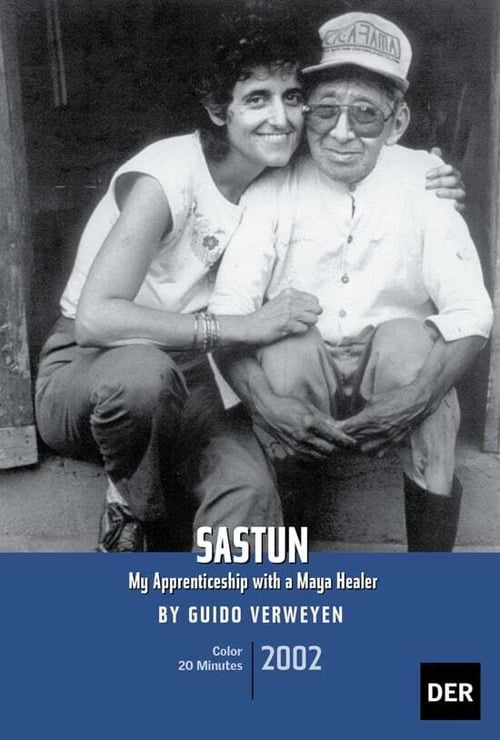 SASTUN
My Apprenticeship with a Maya Healer
BY GUIDO VERWEYEN
Color
20 Minutes
2002
DER